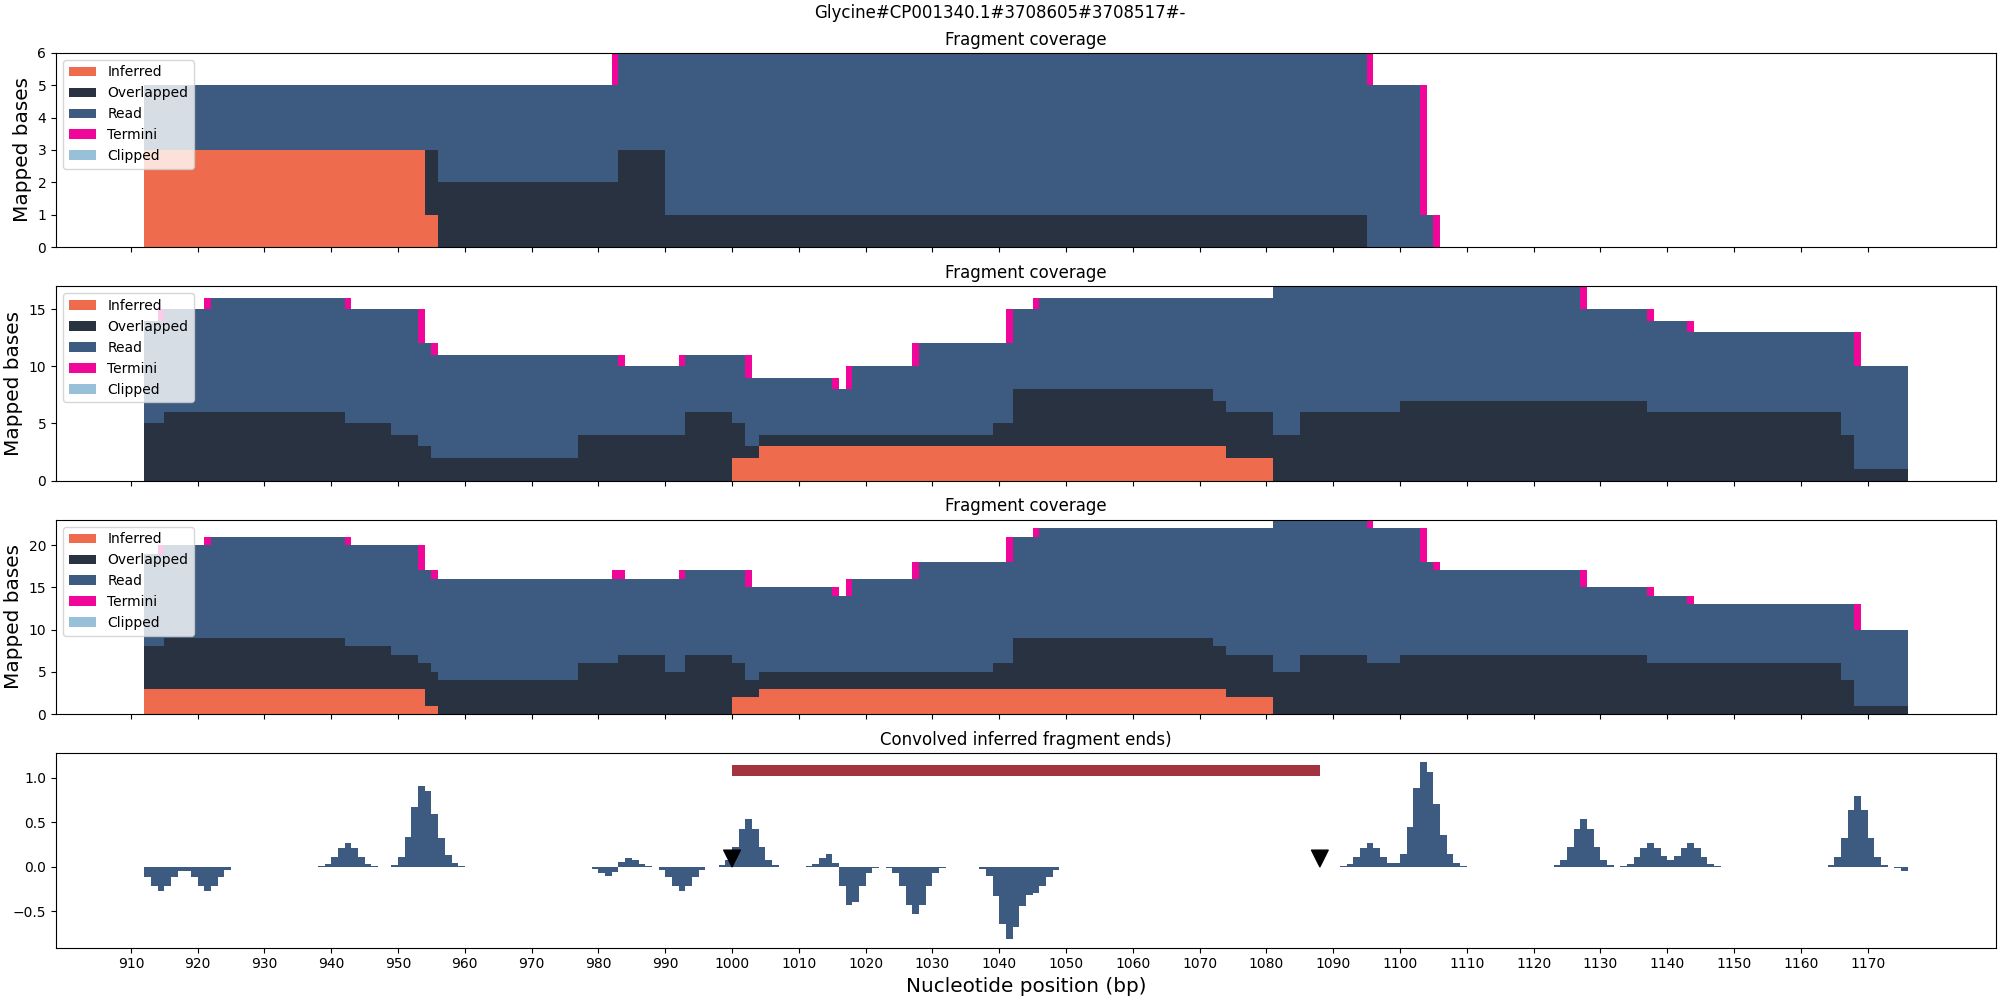 Glycine#CP001340.1#3708605#3708517#-
Fragment coverage
Mapped bases
6
5
4
3
2
1
0
Inferred
Overlapped
Read
Termini
Clipped
Fragment coverage
Mapped bases
15
10
5
0
Inferred
Overlapped
Read
Termini
Clipped
Fragment coverage
Mapped bases
20
15
10
5
0
Inferred
Overlapped
Read
Termini
Clipped
Convolved inferred fragment ends)
1.0
0.5
0.0
−0.5
910 920 930 940 950 960 970 980 990 1000 1010 1020 1030 1040 1050 1060 1070 1080 1090 1100 1110 1120 1130 1140 1150 1160 1170
Nucleotide position (bp)